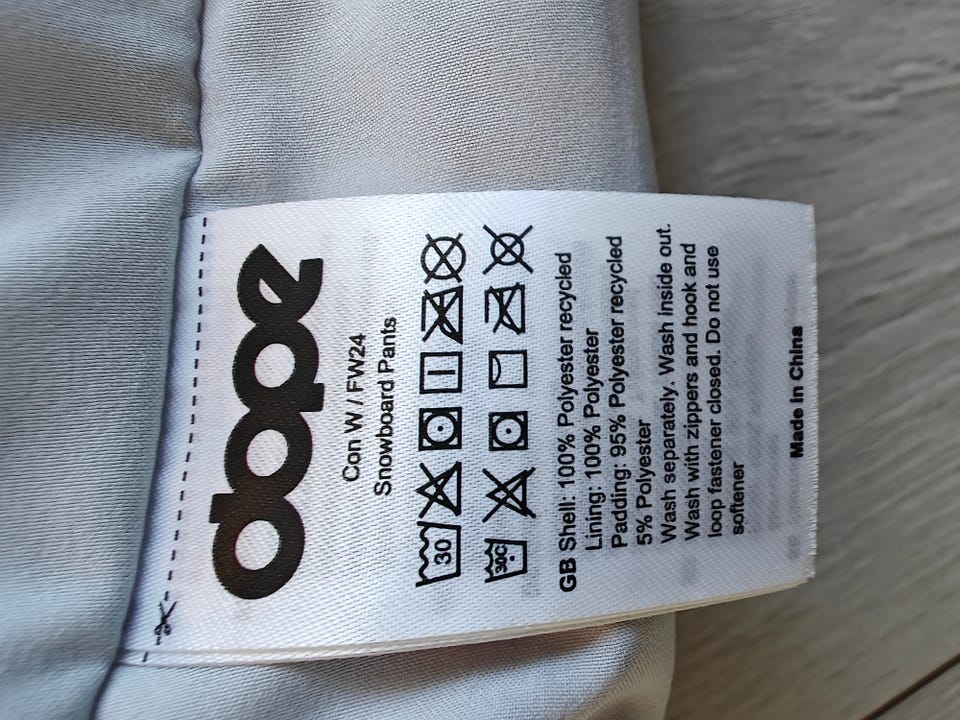 dope
Con W / FW24
Snowboard Pants
30
30C
GB Shell: 100% Polyester recycled
Lining: 100% Polyester
Padding: 95% Polyester recycled
5% Polyester
Wash separately. Wash inside out.
Wash with zippers and hook and
loop fastener closed. Do not use
softener
Made in China